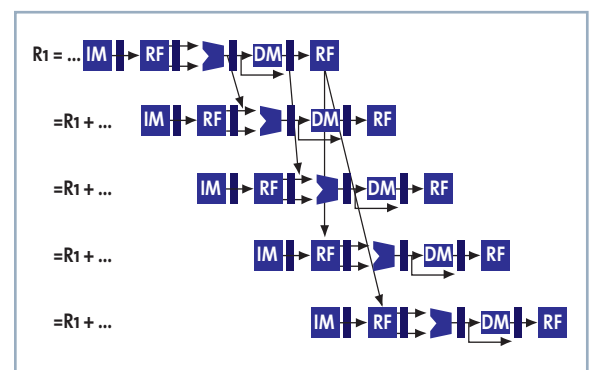 R1 = ... IM RF DM RF
=R1 + ... IM RF DM RF
=R1 + ... IM RF DM RF
=R1 + ... IM RF DM RF
=R1 + ... IM RF DM RF